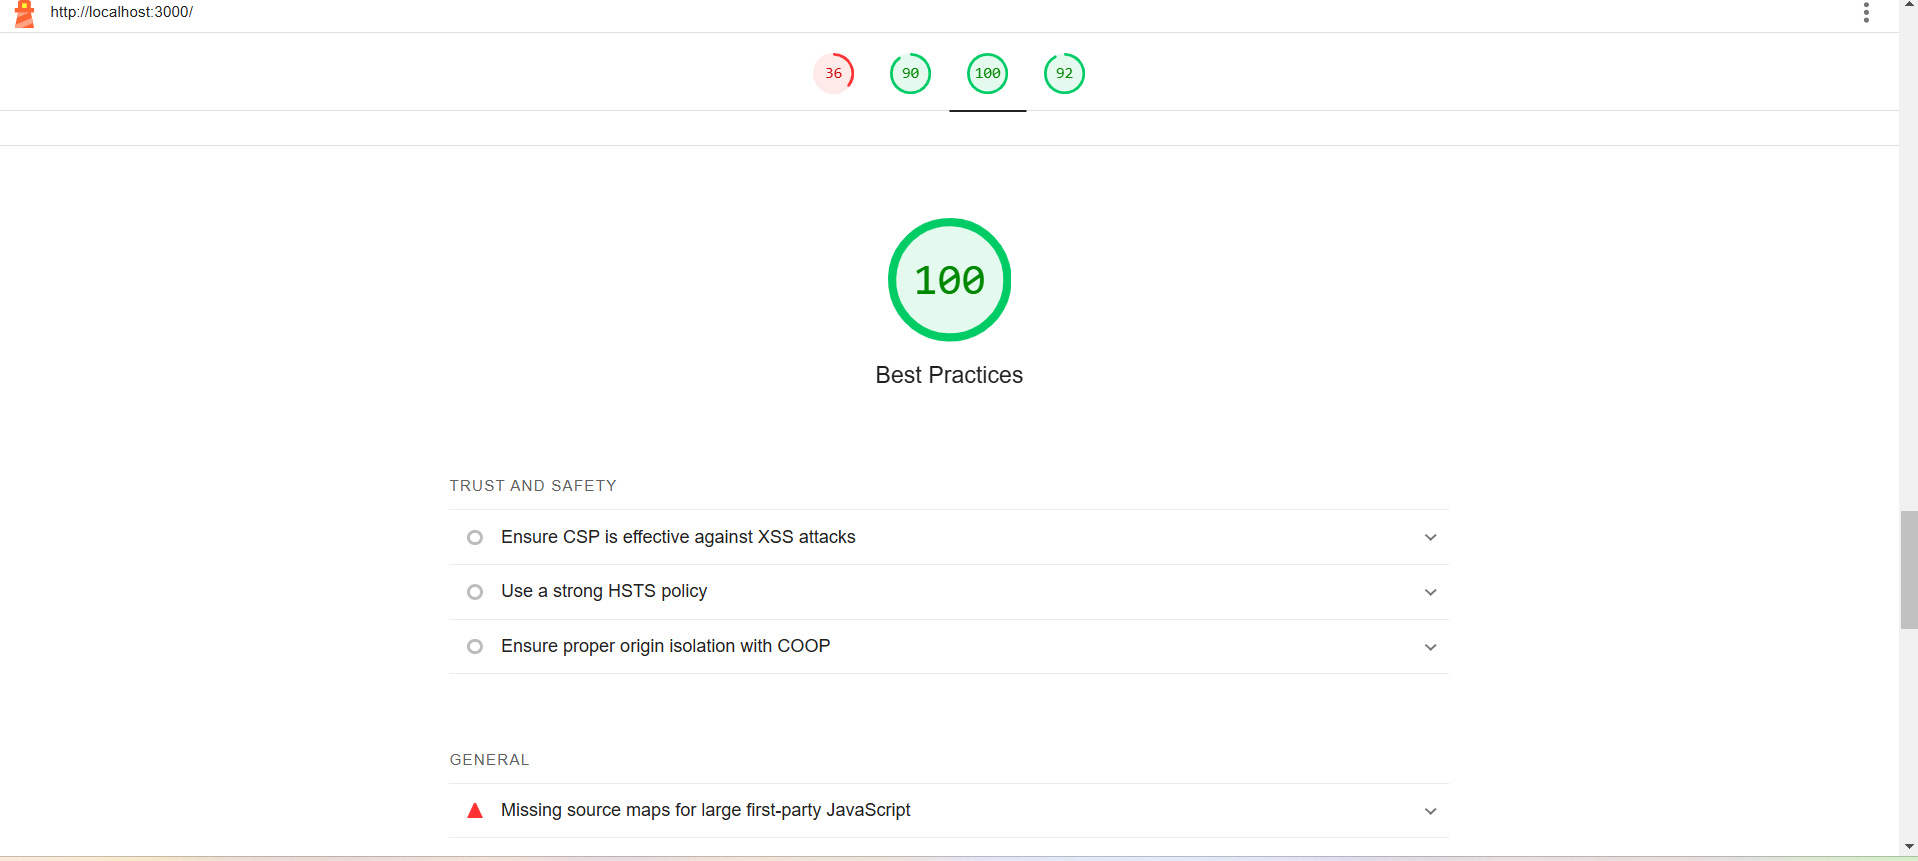 http://localhost:3000/
36 90 100 92
100
Best Practices
TRUST AND SAFETY
Ensure CSP is effective against XSS attacks
Use a strong HSTS policy
Ensure proper origin isolation with COOP
GENERAL
Missing source maps for large first-party JavaScript